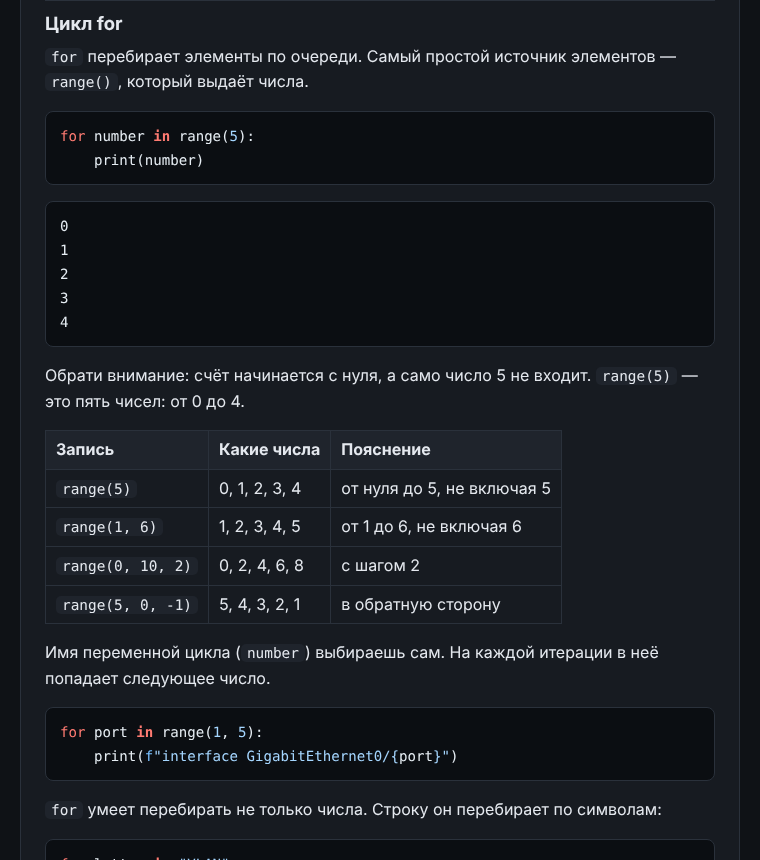 Цикл for
for перебирает элементы по очереди. Самый простой источник элементов —
range(), который выдаёт числа.
for number in range(5):
    print(number)
0
1
2
3
4
Обрати внимание: счёт начинается с нуля, а само число 5 не входит. range(5) —
это пять чисел: от 0 до 4.
Запись Какие числа Пояснение
range(5) 0, 1, 2, 3, 4 от нуля до 5, не включая 5
range(1, 6) 1, 2, 3, 4, 5 от 1 до 6, не включая 6
range(0, 10, 2) 0, 2, 4, 6, 8 с шагом 2
range(5, 0, -1) 5, 4, 3, 2, 1 в обратную сторону
Имя переменной цикла ( number ) выбираешь сам. На каждой итерации в неё
попадает следующее число.
for port in range(1, 5):
    print(f"interface GigabitEthernet0/{port}")
for умеет перебирать не только числа. Строку он перебирает по символам: